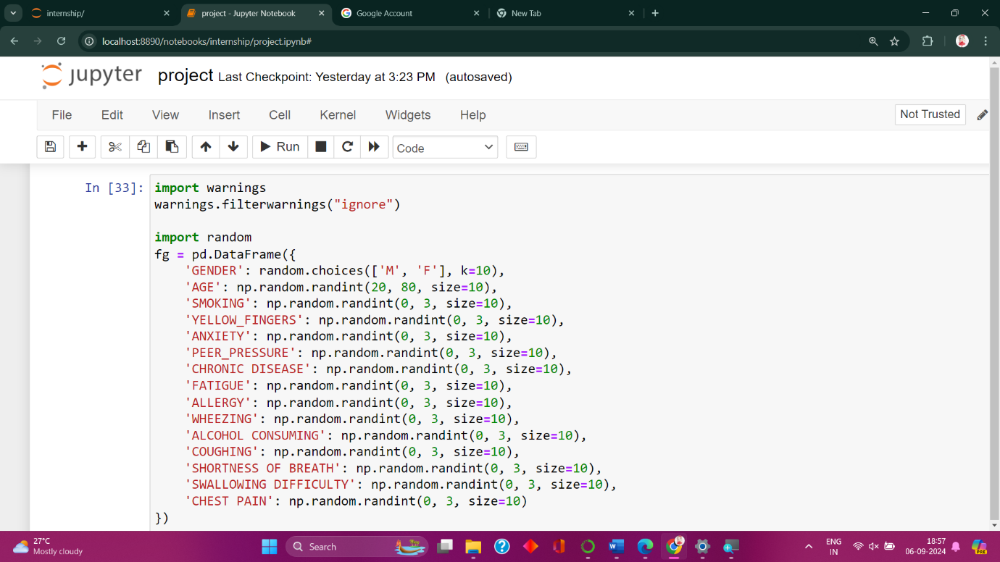 internship/
project - Jupyter Notebook
Google Account
New Tab
localhost:8890/notebooks/internship/project.ipynb#
jupyter project Last Checkpoint: Yesterday at 3:23 PM (autosaved)
File Edit View Insert Cell Kernel Widgets Help Not Trusted
Run Code
In [33]: import warnings
warnings.filterwarnings("ignore")
import random
fg = pd.DataFrame({
'GENDER': random.choices(['M', 'F'], k=10),
'AGE': np.random.randint(20, 80, size=10),
'SMOKING': np.random.randint(0, 3, size=10),
'YELLOW_FINGERS': np.random.randint(0, 3, size=10),
'ANXIETY': np.random.randint(0, 3, size=10),
'PEER_PRESSURE': np.random.randint(0, 3, size=10),
'CHRONIC DISEASE': np.random.randint(0, 3, size=10),
'FATIGUE': np.random.randint(0, 3, size=10),
'ALLERGY': np.random.randint(0, 3, size=10),
'WHEEZING': np.random.randint(0, 3, size=10),
'ALCOHOL CONSUMING': np.random.randint(0, 3, size=10),
'COUGHING': np.random.randint(0, 3, size=10),
'SHORTNESS OF BREATH': np.random.randint(0, 3, size=10),
'SWALLOWING DIFFICULTY': np.random.randint(0, 3, size=10),
'CHEST PAIN': np.random.randint(0, 3, size=10)
})
27°C
Mostly cloudy
Search
ENG
IN
18:57
06-09-2024
PRE